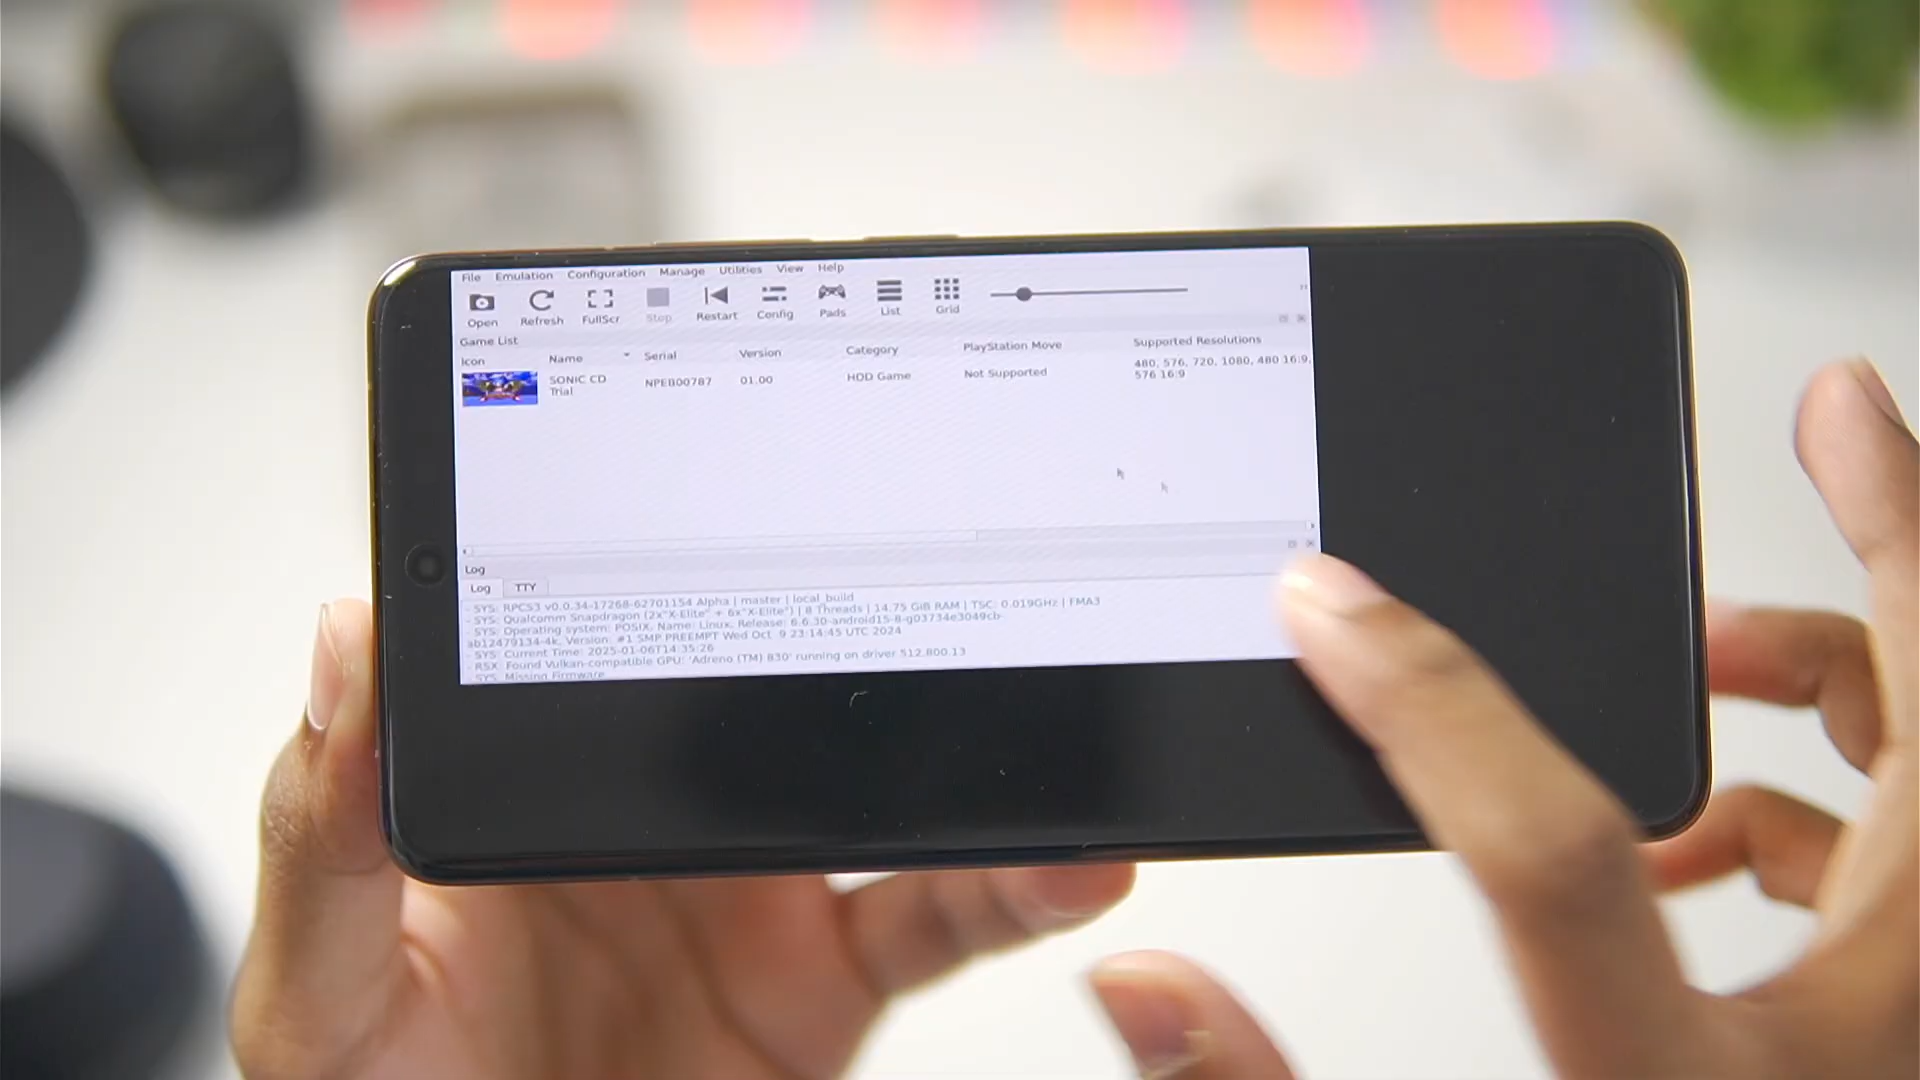 File Emulation Configuration Manage Utilities View Help
Open Refresh FullScr Stop Restart Config Pads List Grid
Game List
Icon Name Serial Version Category PlayStation Move Supported Resolutions
SONIC CD Trial NPEB00787 01.00 HDD Game Not Supported 480, 576, 720, 1080, 480 16:9, 576 16:9
Log
Log TTY
- SYS: RPCS3 v0.0.34-17268-62701154 Alpha | master | local_build
- SYS: Qualcomm Snapdragon (2x"X-Elite" + 6x"X-Elite") | 8 Threads | 14.75 GiB RAM | TSC: 0.019GHz | FMA3
- SYS: Operating system: POSIX, Name: Linux, Release: 6.6.30-android15-8-g03734e3049cb-
ab12479134-4k, Version: #1 SMP PREEMPT Wed Oct 9 23:14:45 UTC 2024
- SYS: Current Time: 2025-01-06T14:35:26
- RSX: Found Vulkan-compatible GPU: 'Adreno (TM) 830' running on driver 512.800.13
- SYS: Missing Firmware